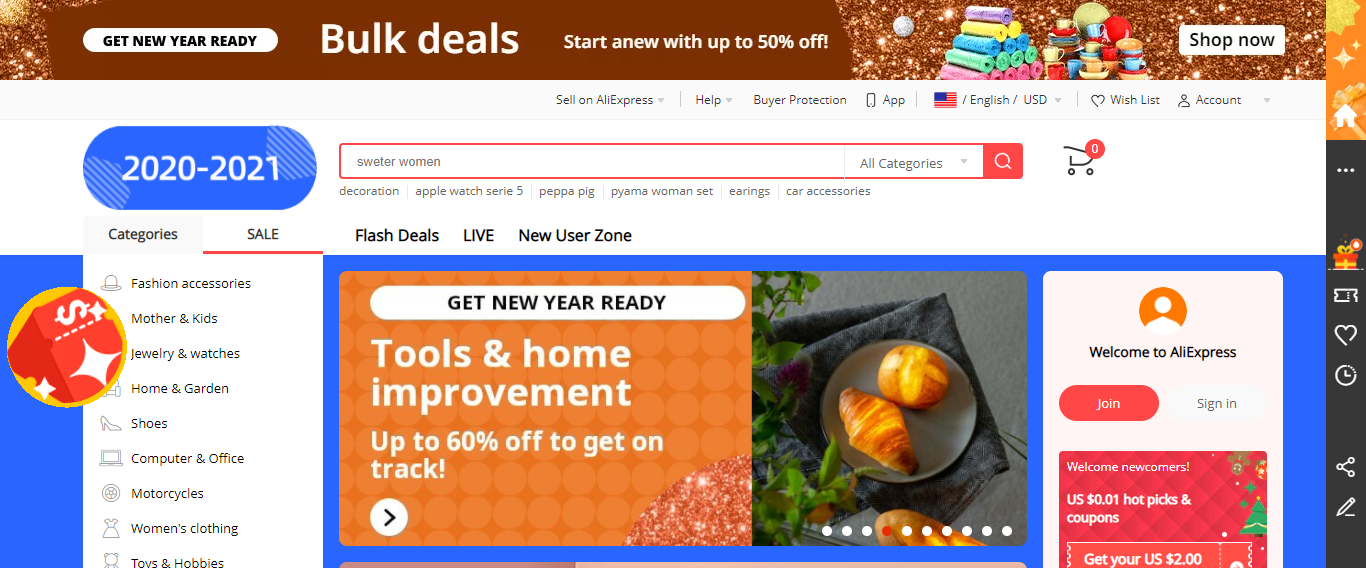 GET NEW YEAR READY
Bulk deals
Start anew with up to 50% off!
Shop now
Sell on AliExpress
Help
Buyer Protection
App
/ English / USD
Wish List
Account
2020-2021
sweter women
All Categories
0
decoration
apple watch serie 5
peppa pig
pyama woman set
earings
car accessories
Categories
SALE
Flash Deals
LIVE
New User Zone
Fashion accessories
Mother & Kids
Jewelry & watches
Home & Garden
Shoes
Computer & Office
Motorcycles
Women's clothing
Toys & Hobbies
$
GET NEW YEAR READY
Tools & home
improvement
Up to 60% off to get on
track!
Welcome to AliExpress
Join
Sign in
Welcome newcomers!
US $0.01 hot picks &
coupons
Get your US $2.00